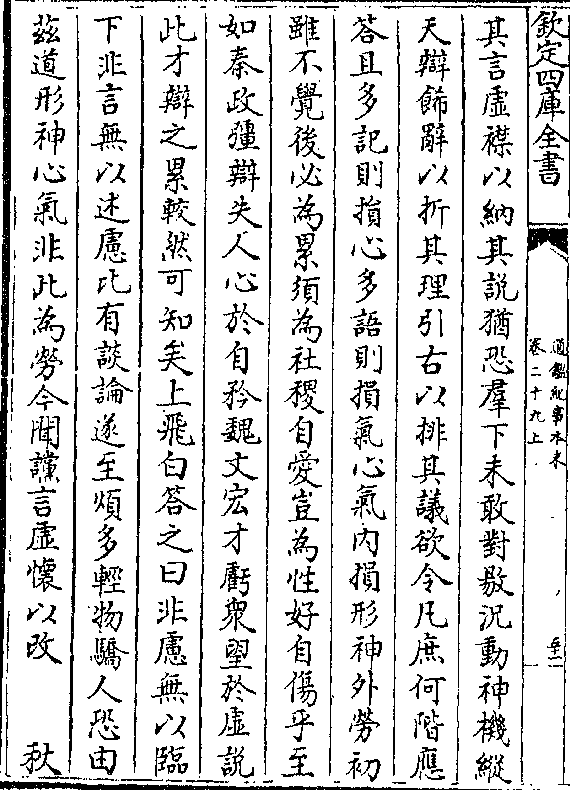 欽定四庫全書
通鑑紀事本末
卷二十九上
其言虛襟以納其說猶恐羣下未敢對敭況動神機縱
天辯飾辭以折其理引古以排其議欲令凡庶何階應
答且多記則損心多語則損氣心氣内損形神外勞初
雖不覺後必為累須為社稷自愛豈為性好自傷乎至
如秦政彊辯失人心於自矜魏文宏才虧衆望於虛說
此才辯之累較然可知矣上飛白答之曰非慮無以臨
下非言無以述慮比有談論遂至煩多輕物驕人恐由
茲道形神心氣非此為勞今聞讜言虛懷以改　秋